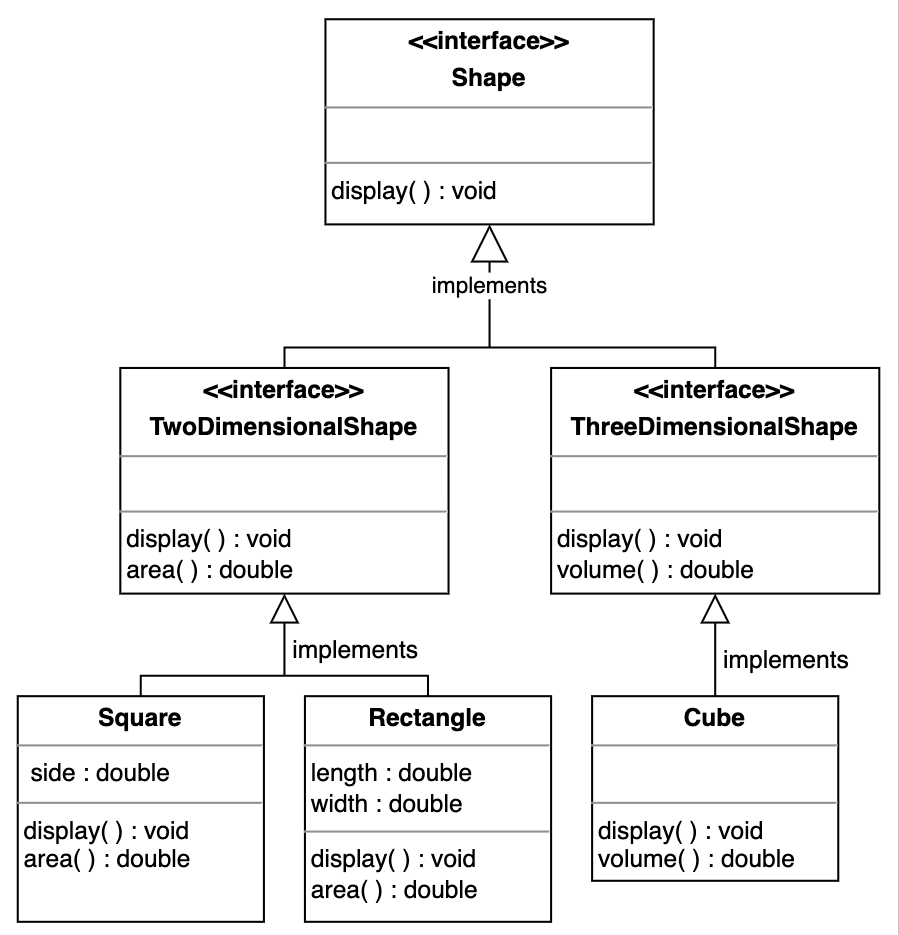 <<interface>>
Shape
display( ) : void
implements
<<interface>>
TwoDimensionalShape
display( ) : void
area( ) : double
<<interface>>
ThreeDimensionalShape
display( ) : void
volume( ) : double
implements
implements
Square
side : double
display( ) : void
area( ) : double
Rectangle
length : double
width : double
display( ) : void
area( ) : double
Cube
display( ) : void
volume( ) : double